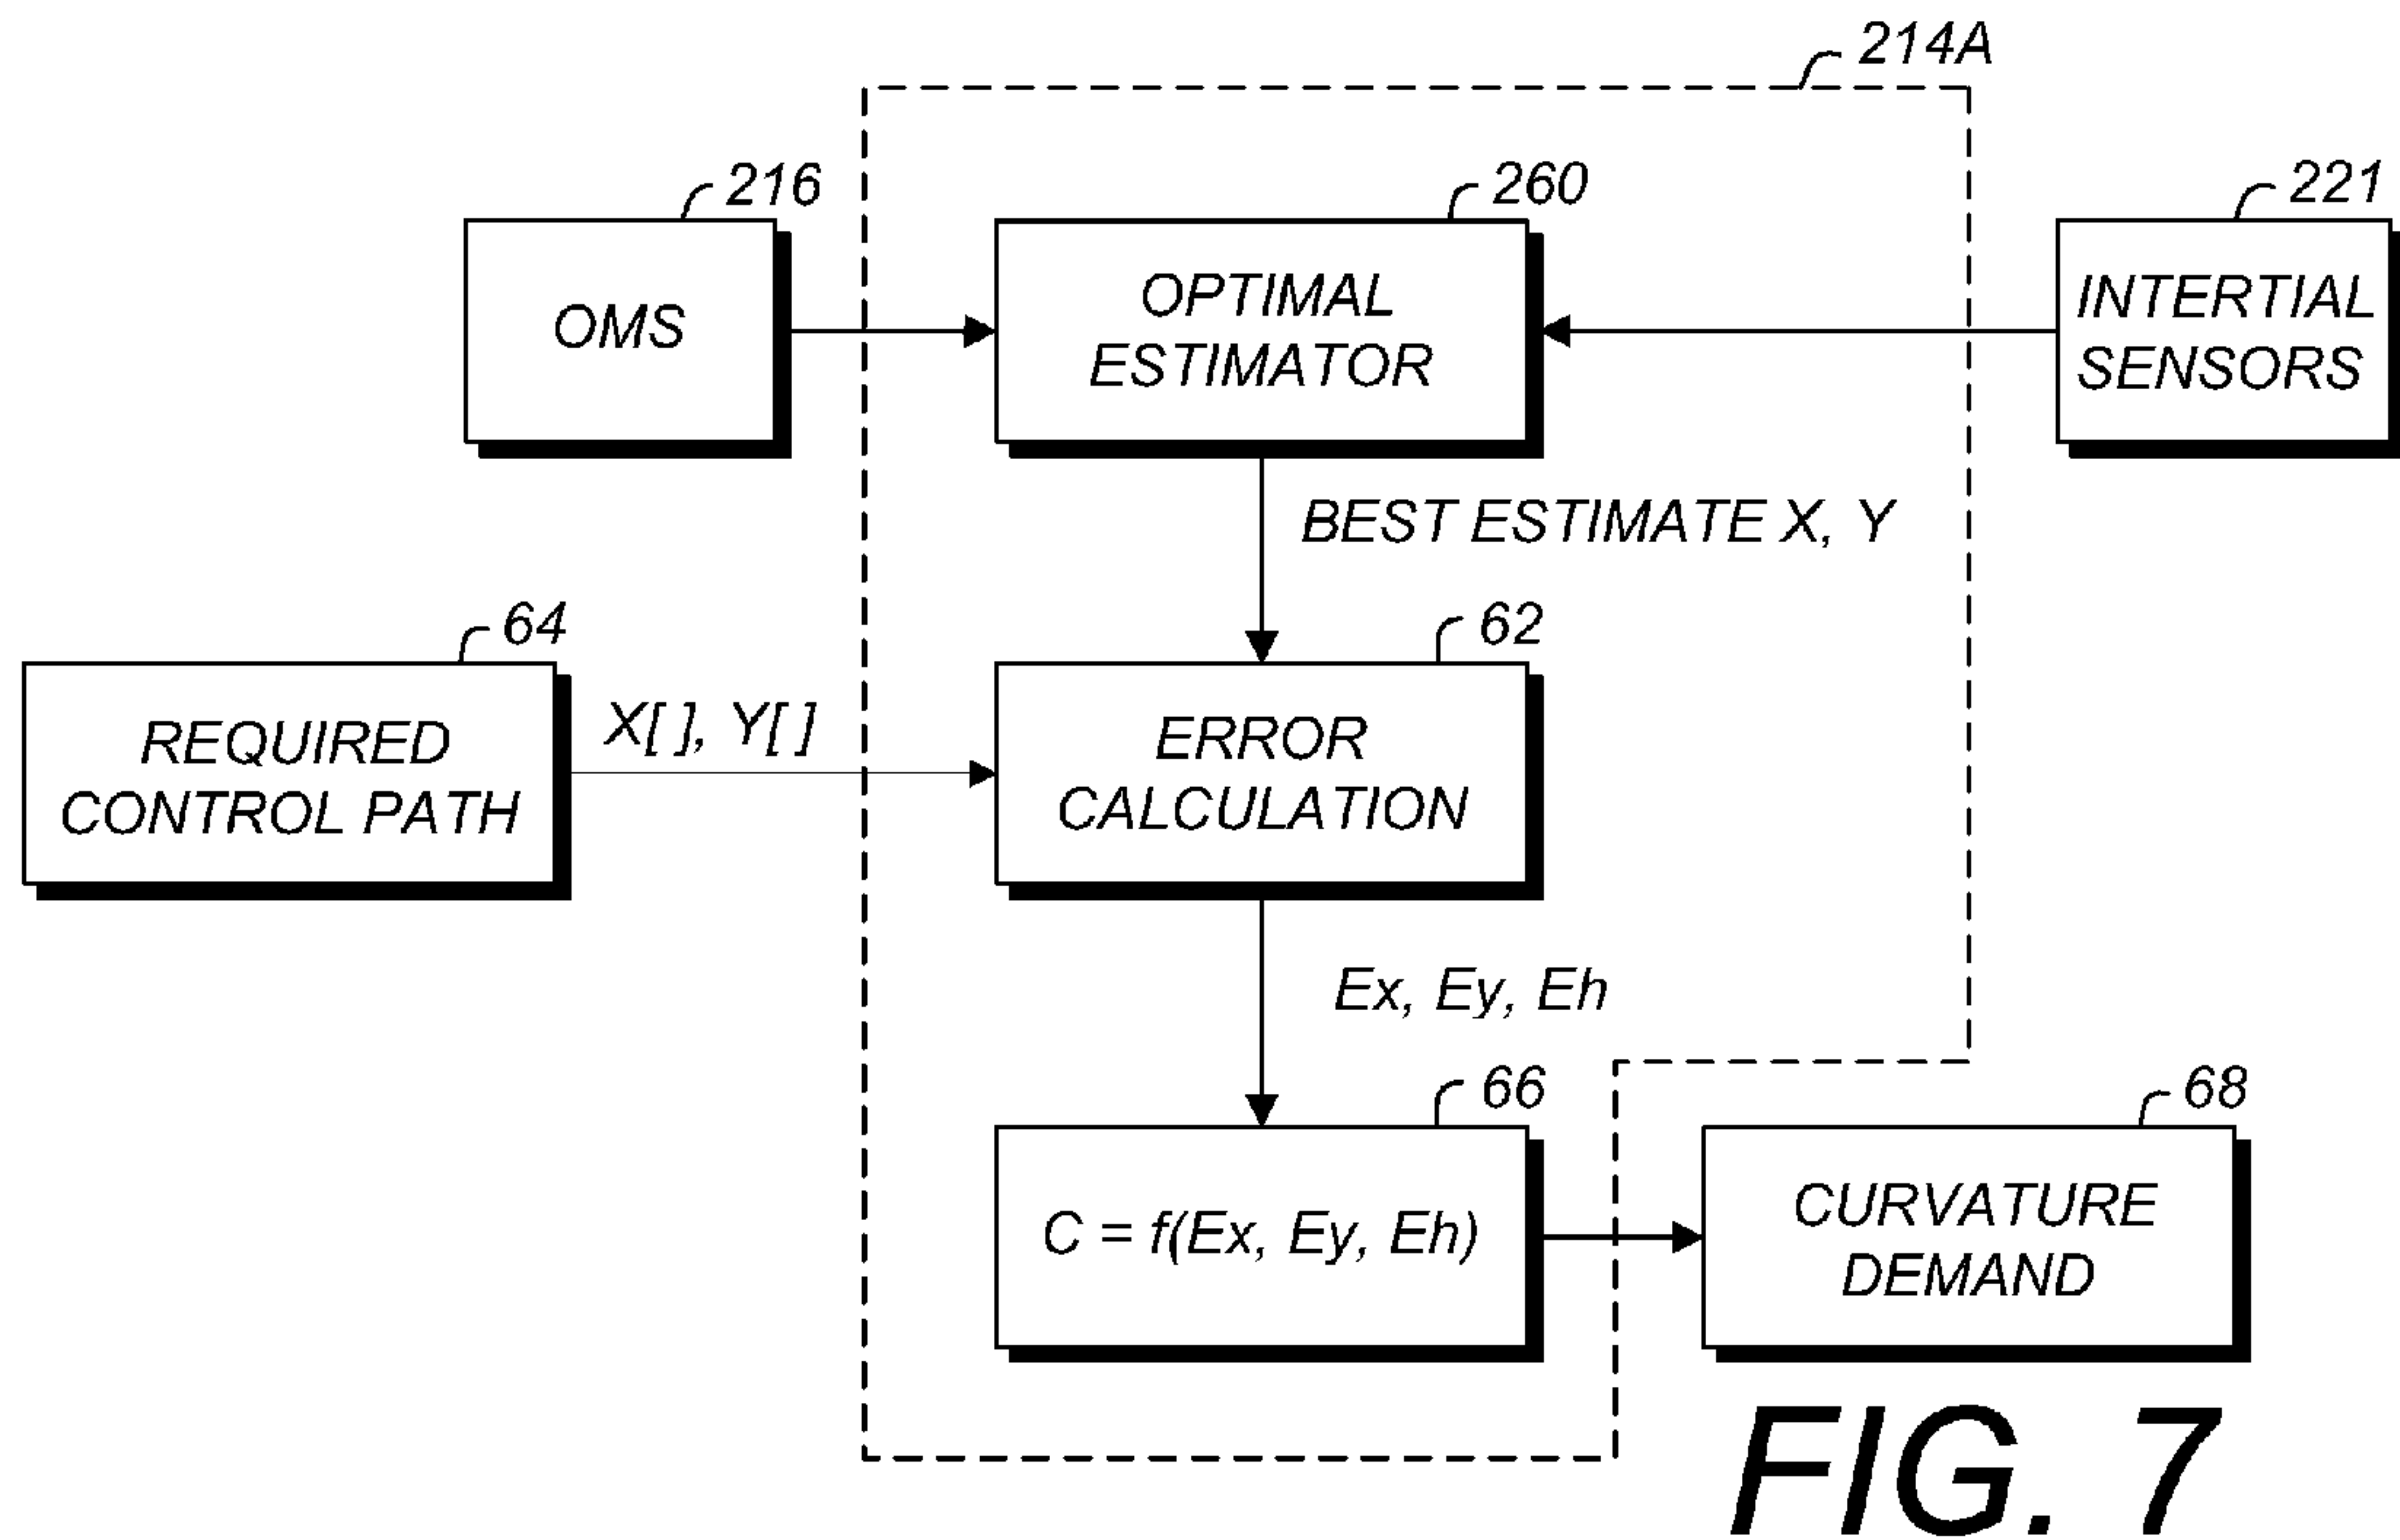 214A
216
260
221
OMS
OPTIMAL
ESTIMATOR
INTERTIAL
SENSORS
BEST ESTIMATE X, Y
64
62
REQUIRED
CONTROL PATH
X[ ], Y[ ]
ERROR
CALCULATION
Ex, Ey, Eh
66
68
C = f(Ex, Ey, Eh)
CURVATURE
DEMAND
FIG. 7